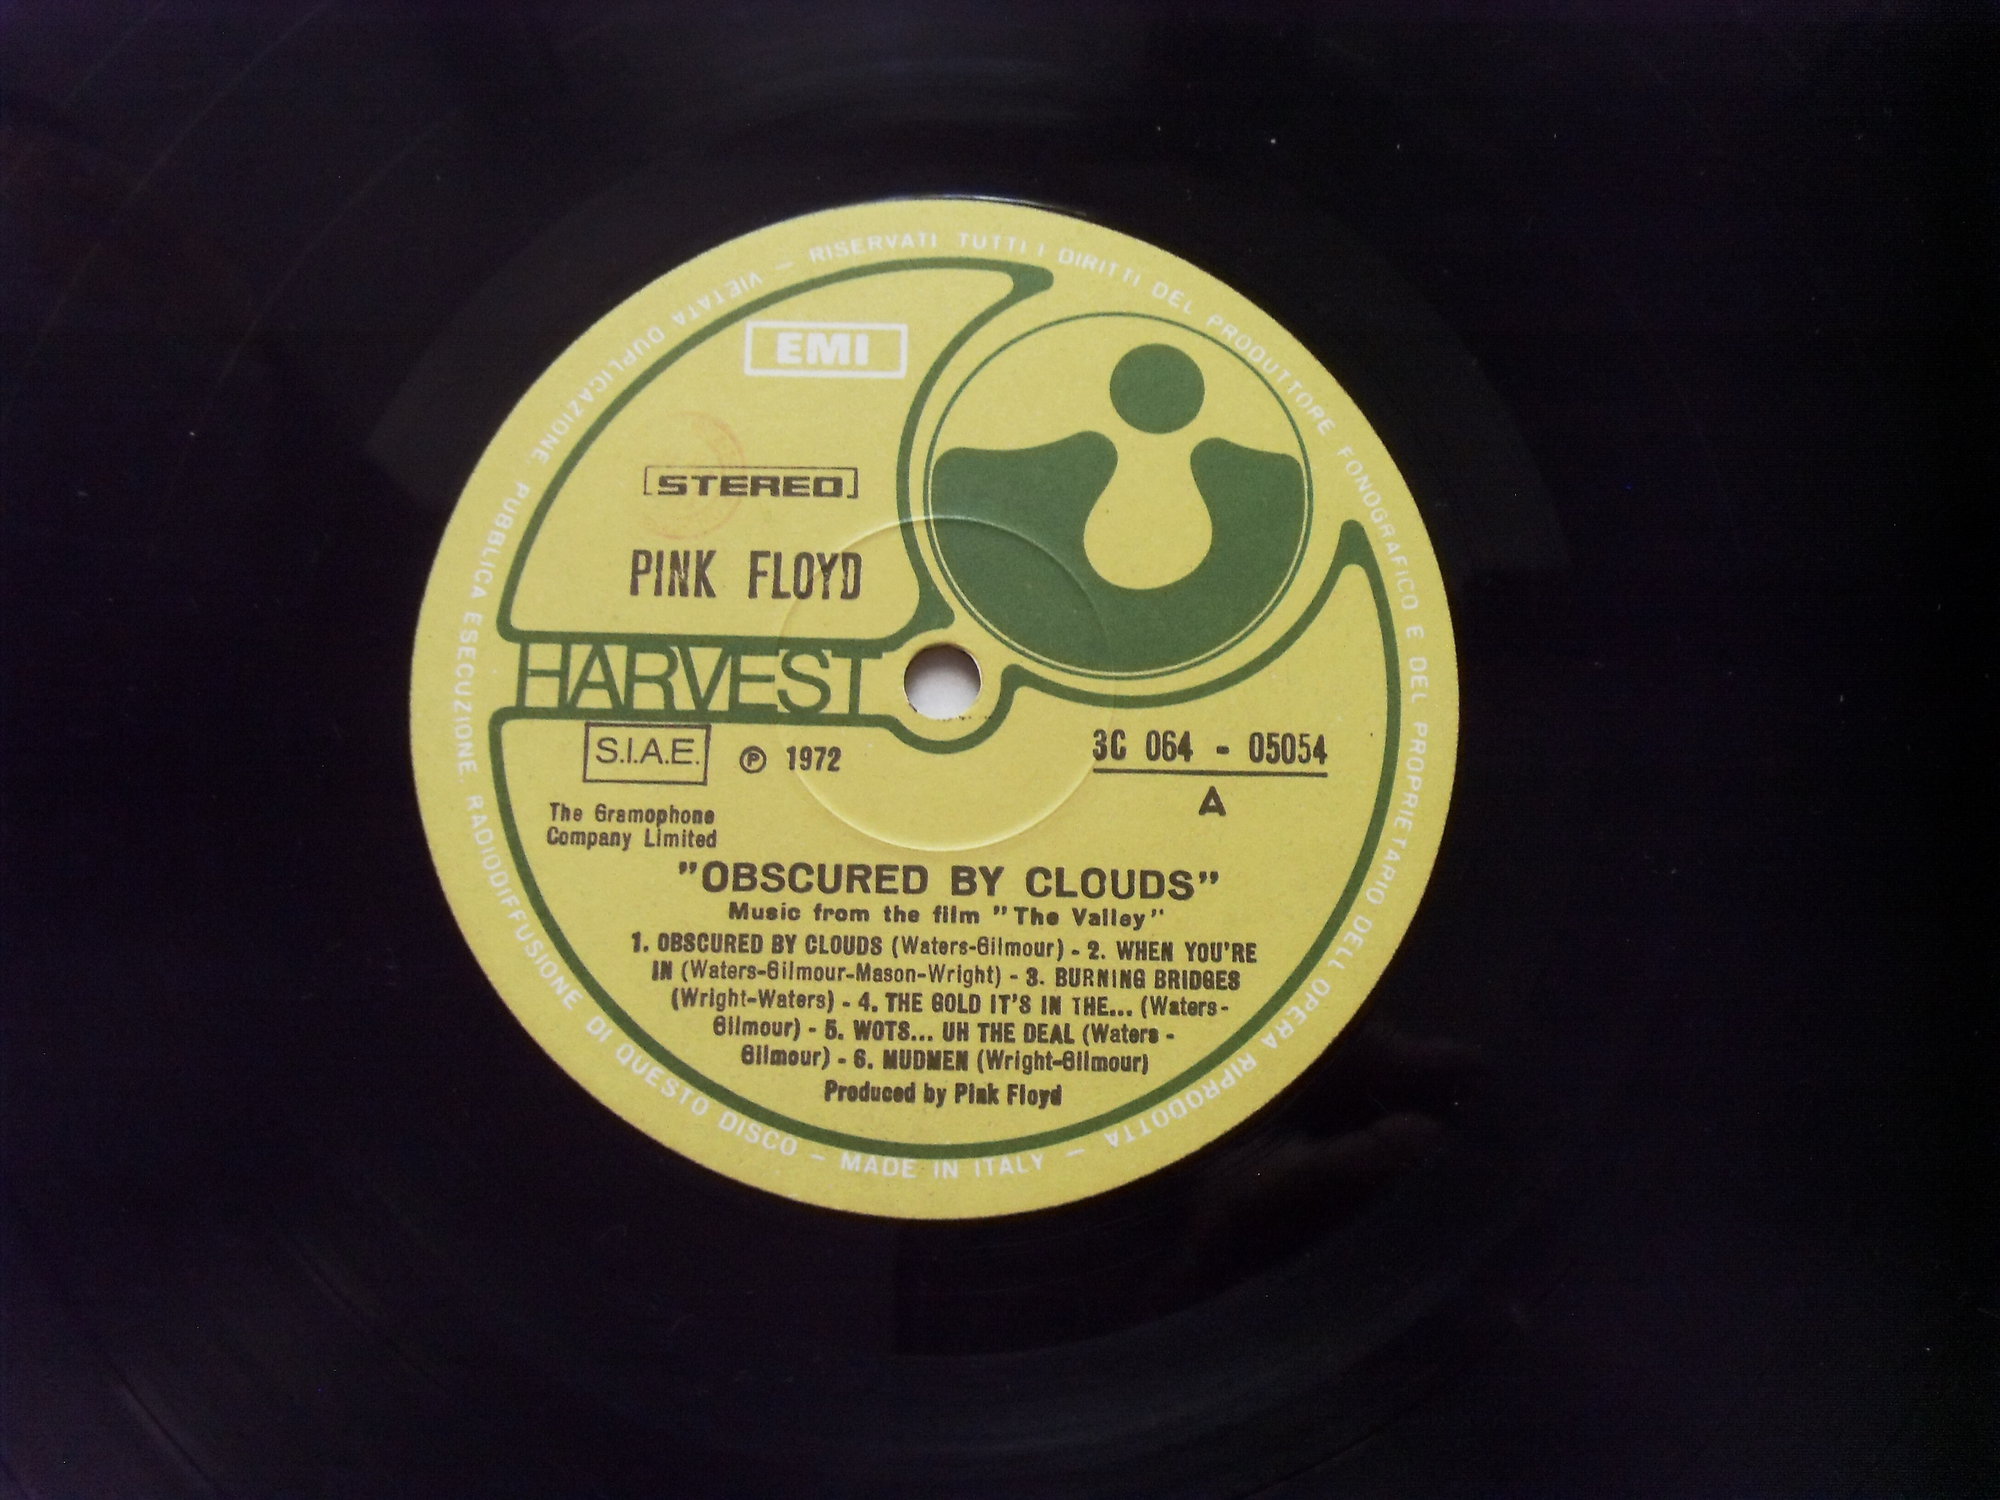 EMI
STEREO
PINK FLOYD
HARVEST
S.I.A.E.
℗ 1972
3C 064 - 05054
A
The Gramophone
Company Limited
"OBSCURED BY CLOUDS"
Music from the film "The Valley"
1. OBSCURED BY CLOUDS (Waters-Gilmour) - 2. WHEN YOU'RE
IN (Waters-Gilmour-Mason-Wright) - 3. BURNING BRIDGES
(Wright-Waters) - 4. THE GOLD IT'S IN THE... (Waters-
Gilmour) - 5. WOTS... UH THE DEAL (Waters -
Gilmour) - 6. MUDMEN (Wright-Gilmour)
Produced by Pink Floyd
RISERVATI TUTTI I DIRITTI DEL PRODUTTORE FONOGRAFICO E DEL PROPRIETARIO DELL OPERA RIPRODOTTA — MADE IN ITALY — RADIODIFFUSIONE DI QUESTO DISCO — VIETATA DUPLICAZIONE. PUBBLICA ESECUZIONE.